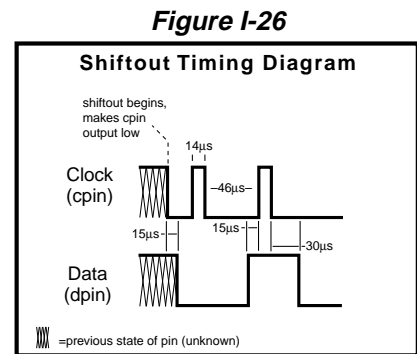 Figure I-26
Shiftout Timing Diagram
shiftout begins,
makes cpin
output low
14µs
Clock
(cpin)
–46µs–
15µs
15µs
-30µs
Data
(dpin)
=previous state of pin (unknown)